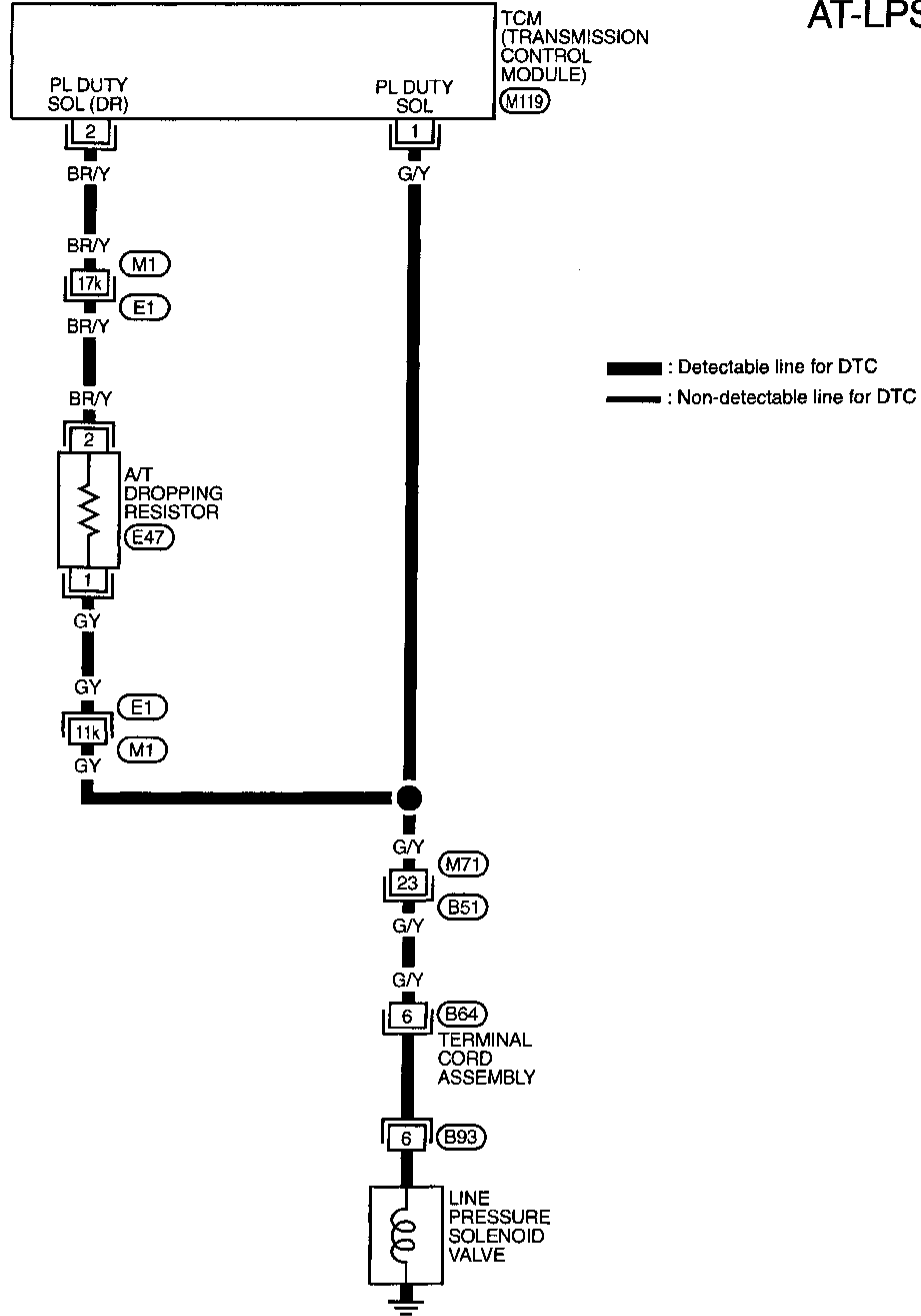 AT-LPS
TCM
(TRANSMISSION
CONTROL
MODULE)
M119
PL DUTY
SOL (DR)
PL DUTY
SOL
2
1
BR/Y
G/Y
BR/Y
M1
17k
E1
BR/Y
: Detectable line for DTC
: Non-detectable line for DTC
BR/Y
2
A/T
DROPPING
RESISTOR
E47
1
GY
GY
E1
11k
M1
GY
G/Y
M71
23
B51
G/Y
G/Y
6
B64
TERMINAL
CORD
ASSEMBLY
6
B93
LINE
PRESSURE
SOLENOID
VALVE